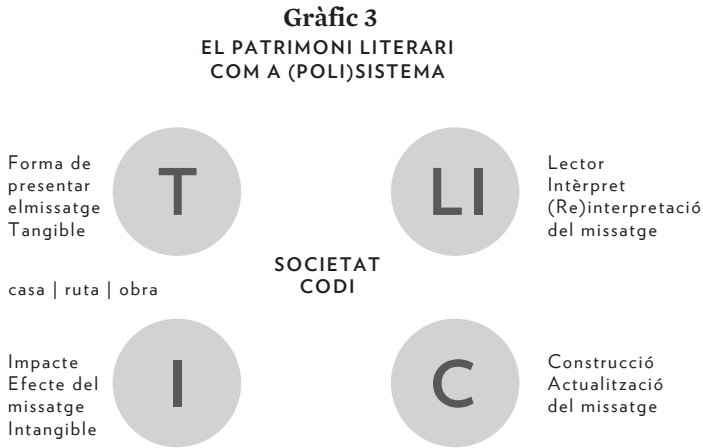 Gràfic 3
EL PATRIMONI LITERARI
COM A (POLI)SISTEMA
Forma de
presentar
elmissatge
Tangible
T
LI
Lector
Intèrpret
(Re)interpretació
del missatge
SOCIETAT
CODI
casa | ruta | obra
Impacte
Efecte del
missatge
Intangible
I
C
Construcció
Actualització
del missatge